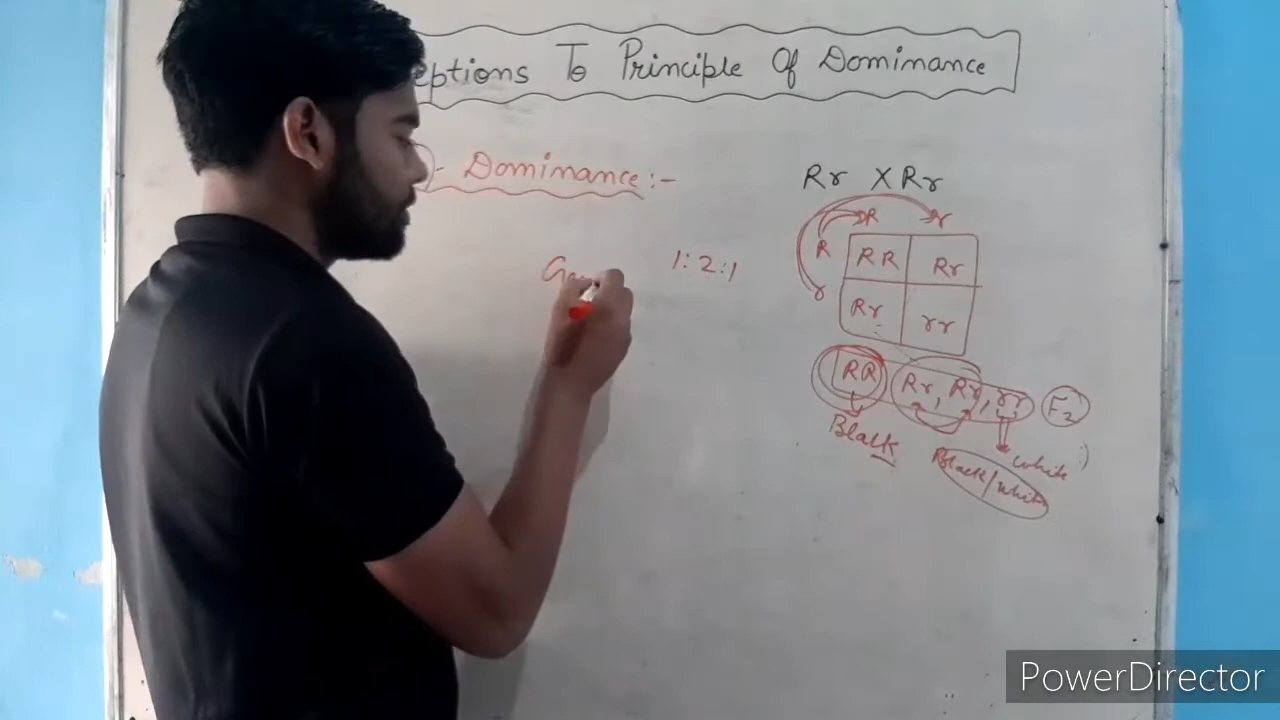 eptions To Principle Of Dominance
- Dominance:-
Rr X Rr
R r
R RR Rr
r Rr rr
1:2:1
RR Rr, Rr, rr F2
Black
white
Black/white
PowerDirector